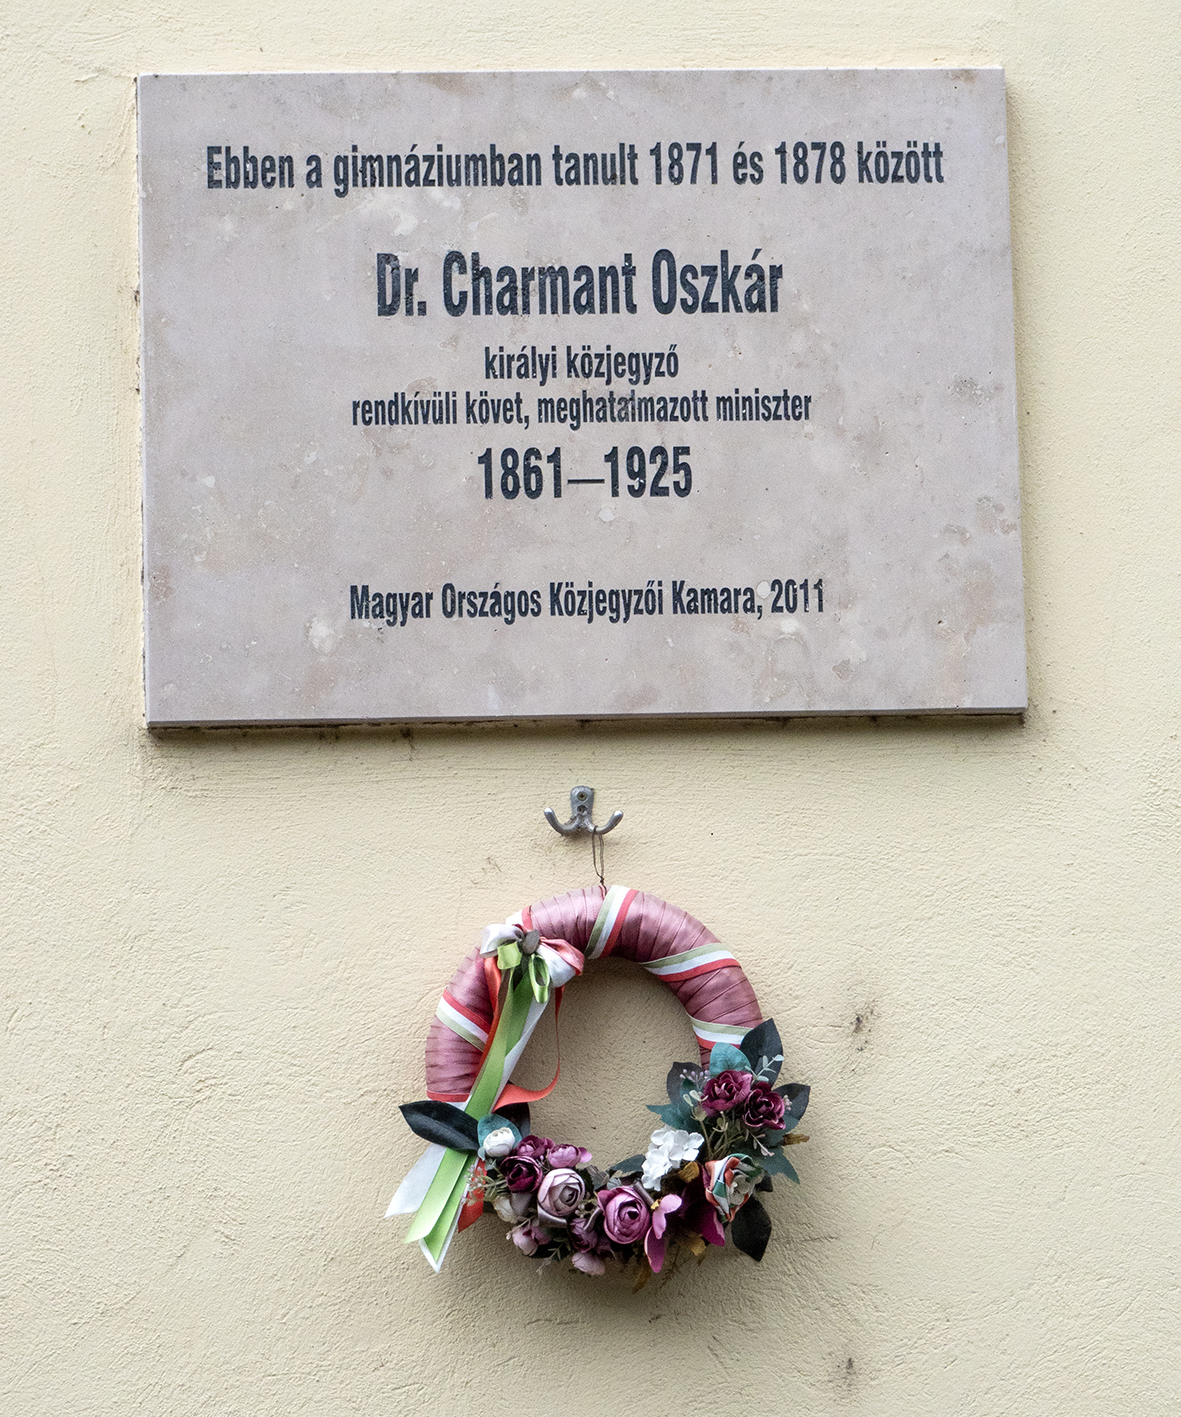 Ebben a gimnáziumban tanult 1871 és 1878 között
Dr. Charmant Oszkár
királyi közjegyző
rendkívüli követ, meghatalmazott miniszter
1861—1925
Magyar Országos Közjegyzői Kamara, 2011